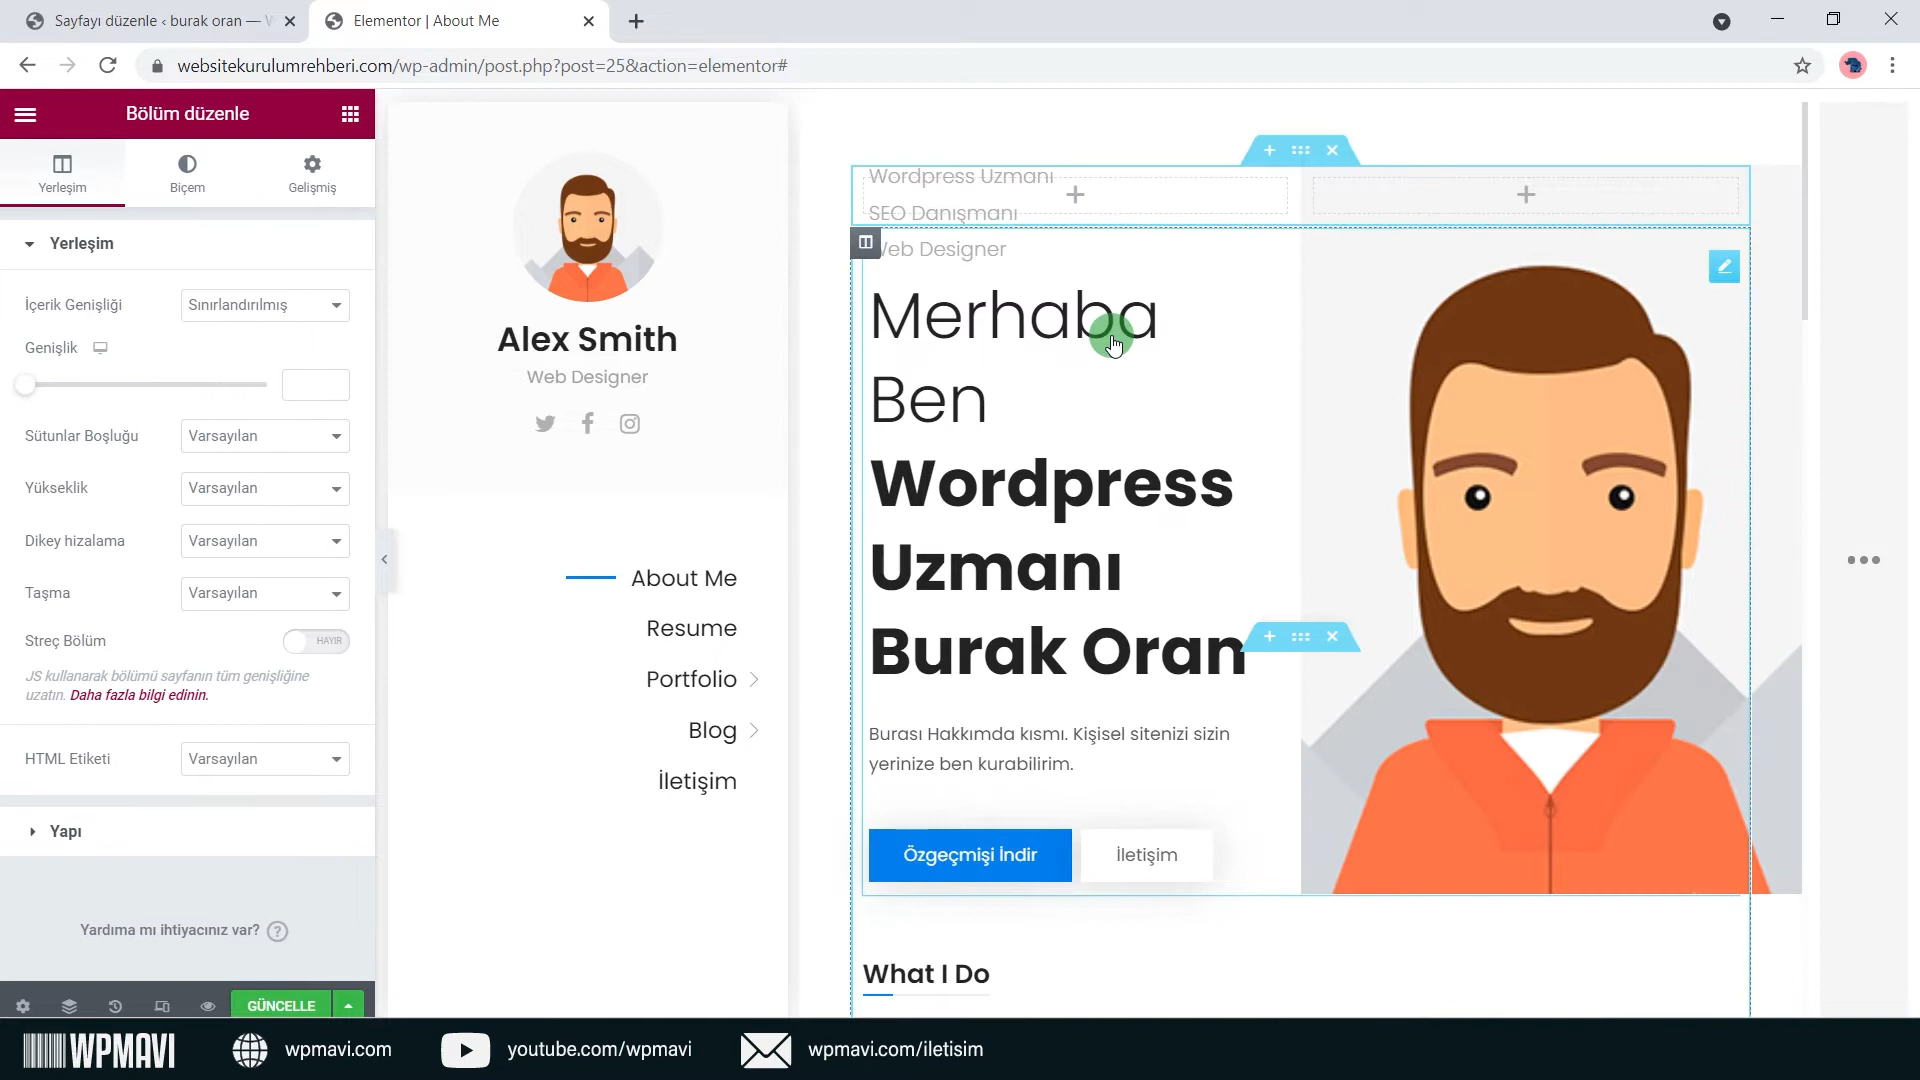 Sayfayı düzenle ‹ burak oran — W
Elementor | About Me
websitekurulumrehberi.com/wp-admin/post.php?post=25&action=elementor#
Bölüm düzenle
Yerleşim
Biçem
Gelişmiş
Yerleşim
İçerik Genişliği
Sınırlandırılmış
Genişlik
Sütunlar Boşluğu
Varsayılan
Yükseklik
Varsayılan
Dikey hizalama
Varsayılan
Taşma
Varsayılan
Streç Bölüm
HAYIR
JS kullanarak bölümü sayfanın tüm genişliğine
uzatın. Daha fazla bilgi edinin.
HTML Etiketi
Varsayılan
Yapı
Yardıma mı ihtiyacınız var?
GÜNCELLE
Alex Smith
Web Designer
About Me
Resume
Portfolio
Blog
İletişim
Wordpress Uzmanı
SEO Danışmanı
Web Designer
Merhaba
Ben
Wordpress
Uzmanı
Burak Oran
Burası Hakkımda kısmı. Kişisel sitenizi sizin
yerinize ben kurabilirim.
Özgeçmişi İndir
İletişim
What I Do
WPMAVI
wpmavi.com
youtube.com/wpmavi
wpmavi.com/iletisim